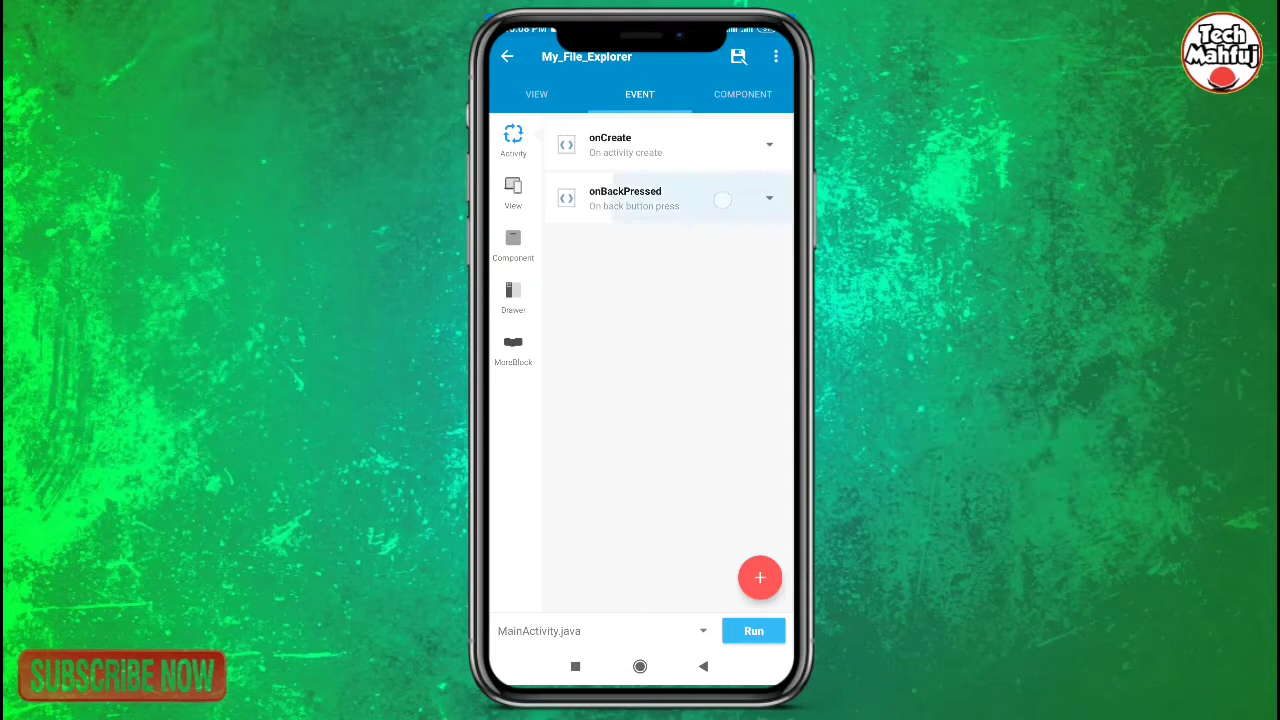 Tech
Mahfuj
My_File_Explorer
VIEW
EVENT
COMPONENT
Activity
onCreate
On activity create
View
onBackPressed
On back button press
Component
Drawer
MoreBlock
+
MainActivity.java
Run
SUBSCRIBE NOW